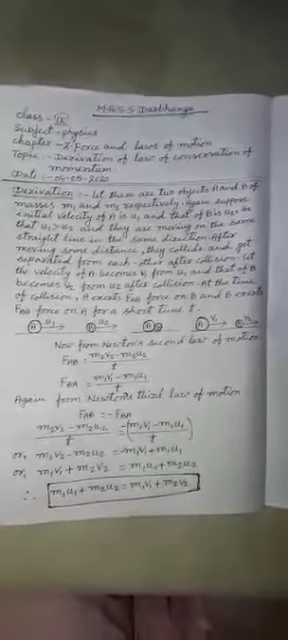 M.G.S.S Darbhanga
class - IX
Subject - physics
chapter - 2. Force and laws of motion
Topic :- Derivation of law of conservation of
momentum
Date :- 04-05-2020
Derivation :- Let there are two objects A and B of
masses m₁ and m₂ respectively. Again suppose
initial velocity of A is u₁ and that of B is u₂, so
that u₁>u₂ and they are moving on the same
straight line in the same direction. After
moving some distance, they collide and get
separated from each-other after collision. Let
the velocity of A becomes v₁ from u₁ and that of B
becomes v₂ from u₂ after collision. At the time
of collision, A exerts FAB force on B and B exerts
FBA force on A for a short time t.
A u₁ B u₂ A B A v₁ B v₂
Now from Newton's second law of motion
FAB = m₂v₂-m₂u₂/t
FBA = m₁v₁-m₁u₁/t
Again from Newton's third law of motion
FAB = -FBA
m₂v₂-m₂u₂/t = -(m₁v₁-m₁u₁/t)
or, m₂v₂-m₂u₂ = -m₁v₁+m₁u₁
or, m₁v₁+m₂v₂ = m₁u₁+m₂u₂
∴ m₁u₁+m₂u₂ = m₁v₁+m₂v₂